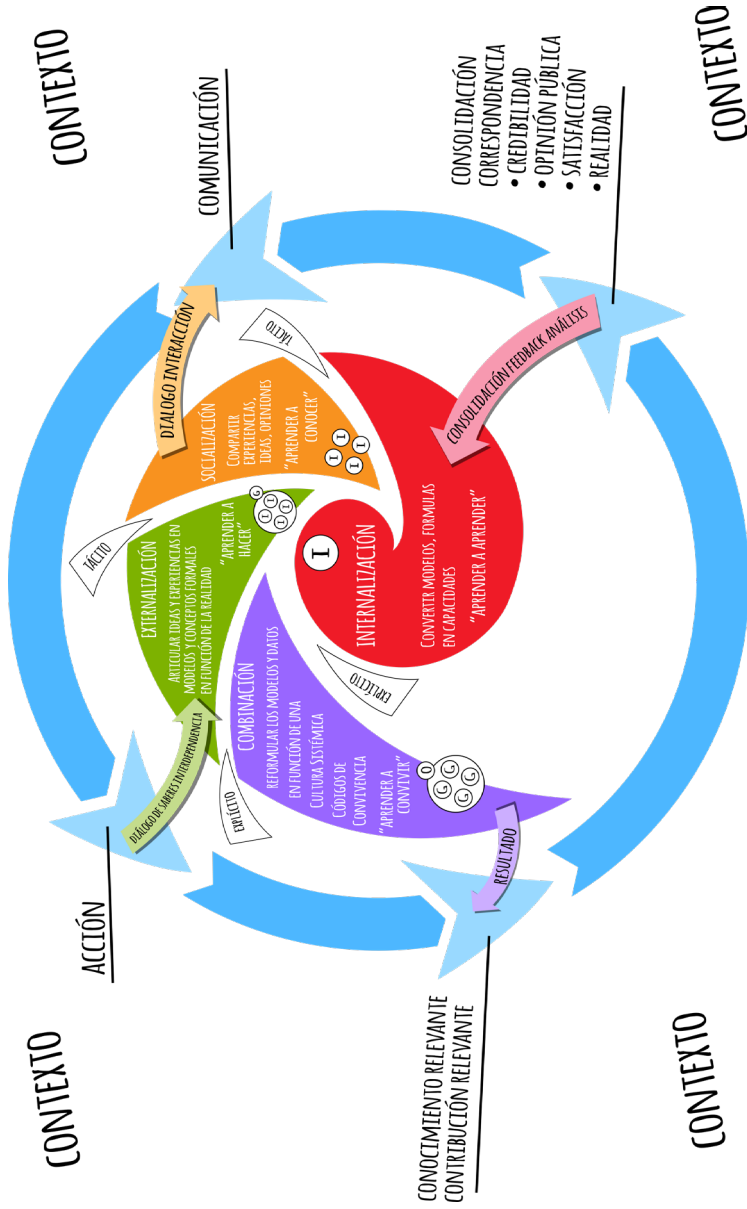 CONTEXTO
CONTEXTO
ACCIÓN
COMUNICACIÓN
DIÁLOGO DE SABERES INTERDEPENDENCIA
TÁCITO
DIALOGO INTERACCIÓN
EXTERNALIZACIÓN
ARTICULAR IDEAS Y EXPERIENCIAS EN
MODELOS Y CONCEPTOS FORMALES
EN FUNCIÓN DE LA REALIDAD
"APRENDER A
HACER"
G
I I
I I
I
SOCIALIZACIÓN
COMPARTIR
EXPERIENCIAS,
IDEAS, OPINIONES
"APRENDER A
CONOCER"
I I
I I
TÁCITO
EXPLÍCITO
COMBINACIÓN
REFORMULAR LOS MODELOS Y DATOS
EN FUNCIÓN DE UNA
CULTURA SISTÉMICA
CÓDIGOS DE
CONVIVENCIA
"APRENDER A
CONVIVIR"
O
G G
G G
I
INTERNALIZACIÓN
CONVERTIR MODELOS, FORMULAS
EN CAPACIDADES
"APRENDER A APRENDER"
EXPLÍCITO
CONSOLIDACIÓN FEEDBACK ANÁLISIS
RESULTADO
CONOCIMIENTO RELEVANTE
CONTRIBUCIÓN RELEVANTE
CONSOLIDACIÓN
CORRESPONDENCIA
• CREDIBILIDAD
• OPINIÓN PÚBLICA
• SATISFACCIÓN
• REALIDAD
CONTEXTO
CONTEXTO